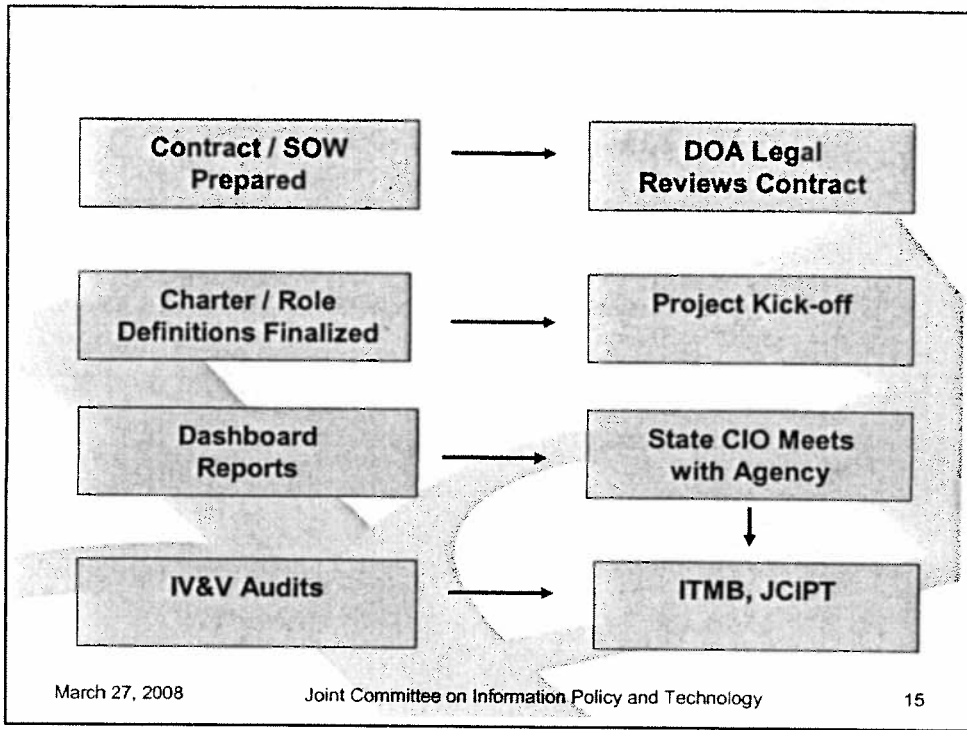 Contract / SOW
Prepared
DOA Legal
Reviews Contract
Charter / Role
Definitions Finalized
Project Kick-off
Dashboard
Reports
State CIO Meets
with Agency
IV&V Audits
ITMB, JCIPT
March 27, 2008
Joint Committee on Information Policy and Technology
15